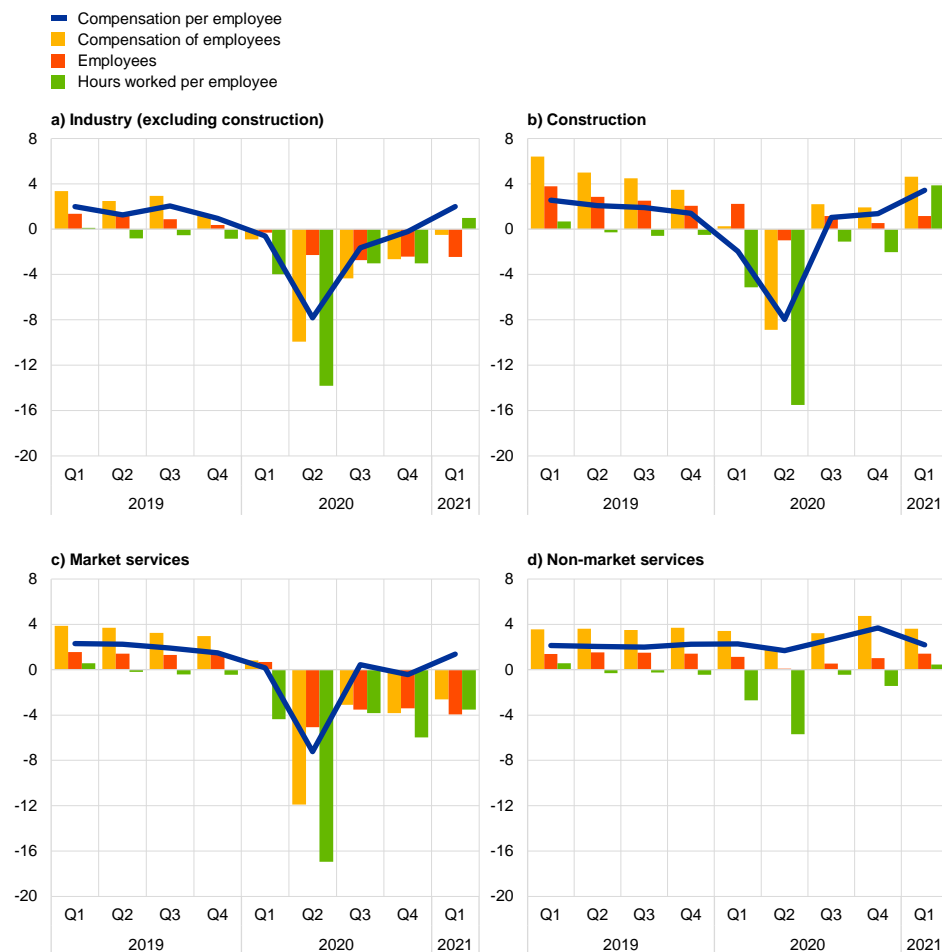 Compensation per employee
Compensation of employees
Employees
Hours worked per employee
a) Industry (excluding construction)
8
4
0
-4
-8
-12
-16
-20
Q1 Q2 Q3 Q4 Q1 Q2 Q3 Q4 Q1
2019 2020 2021
b) Construction
8
4
0
-4
-8
-12
-16
-20
Q1 Q2 Q3 Q4 Q1 Q2 Q3 Q4 Q1
2019 2020 2021
c) Market services
8
4
0
-4
-8
-12
-16
-20
Q1 Q2 Q3 Q4 Q1 Q2 Q3 Q4 Q1
2019 2020 2021
d) Non-market services
8
4
0
-4
-8
-12
-16
-20
Q1 Q2 Q3 Q4 Q1 Q2 Q3 Q4 Q1
2019 2020 2021